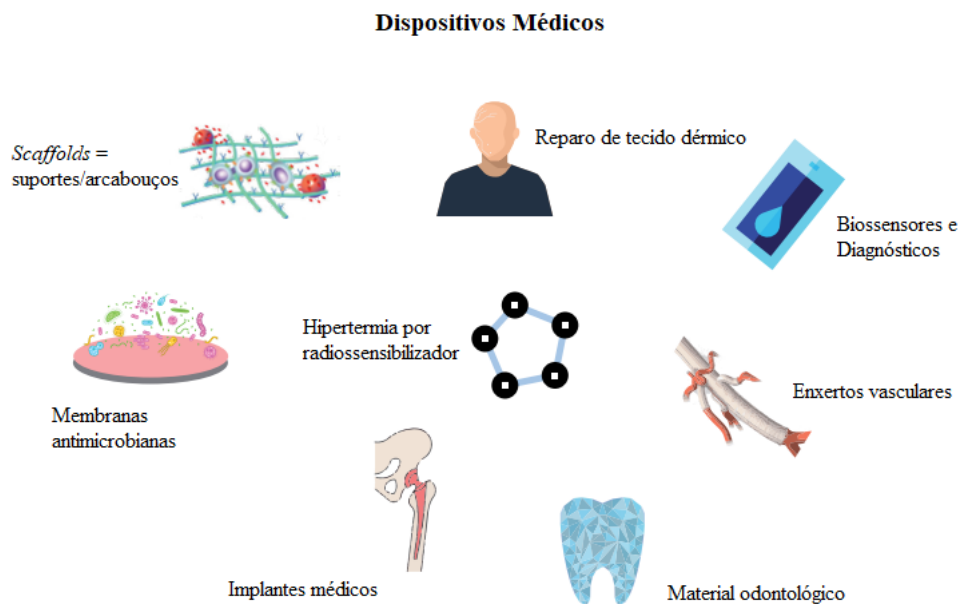 Dispositivos Médicos
Scaffolds =
suportes/arcabouços
Reparo de tecido dérmico
Biossensores e
Diagnósticos
Hipertermia por
radiossensibilizador
Membranas
antimicrobianas
Enxertos vasculares
Implantes médicos
Material odontológico